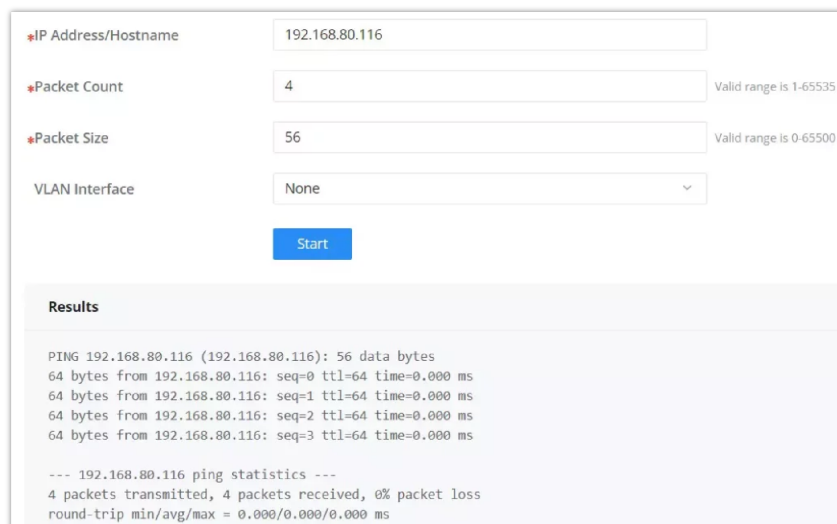 *IP Address/Hostname 192.168.80.116
*Packet Count 4 Valid range is 1-65535
*Packet Size 56 Valid range is 0-65500
VLAN Interface None
Start
Results
PING 192.168.80.116 (192.168.80.116): 56 data bytes
64 bytes from 192.168.80.116: seq=0 ttl=64 time=0.000 ms
64 bytes from 192.168.80.116: seq=1 ttl=64 time=0.000 ms
64 bytes from 192.168.80.116: seq=2 ttl=64 time=0.000 ms
64 bytes from 192.168.80.116: seq=3 ttl=64 time=0.000 ms
--- 192.168.80.116 ping statistics ---
4 packets transmitted, 4 packets received, 0% packet loss
round-trip min/avg/max = 0.000/0.000/0.000 ms